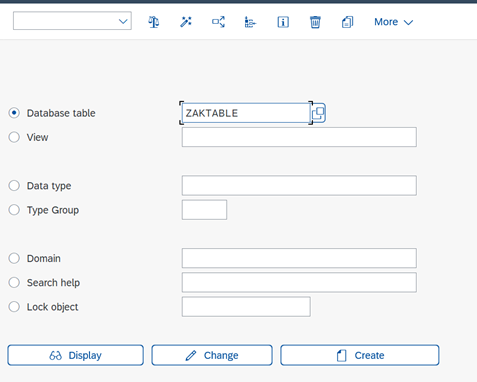 More
Database table ZAKTABLE
View
Data type
Type Group
Domain
Search help
Lock object
Display Change Create